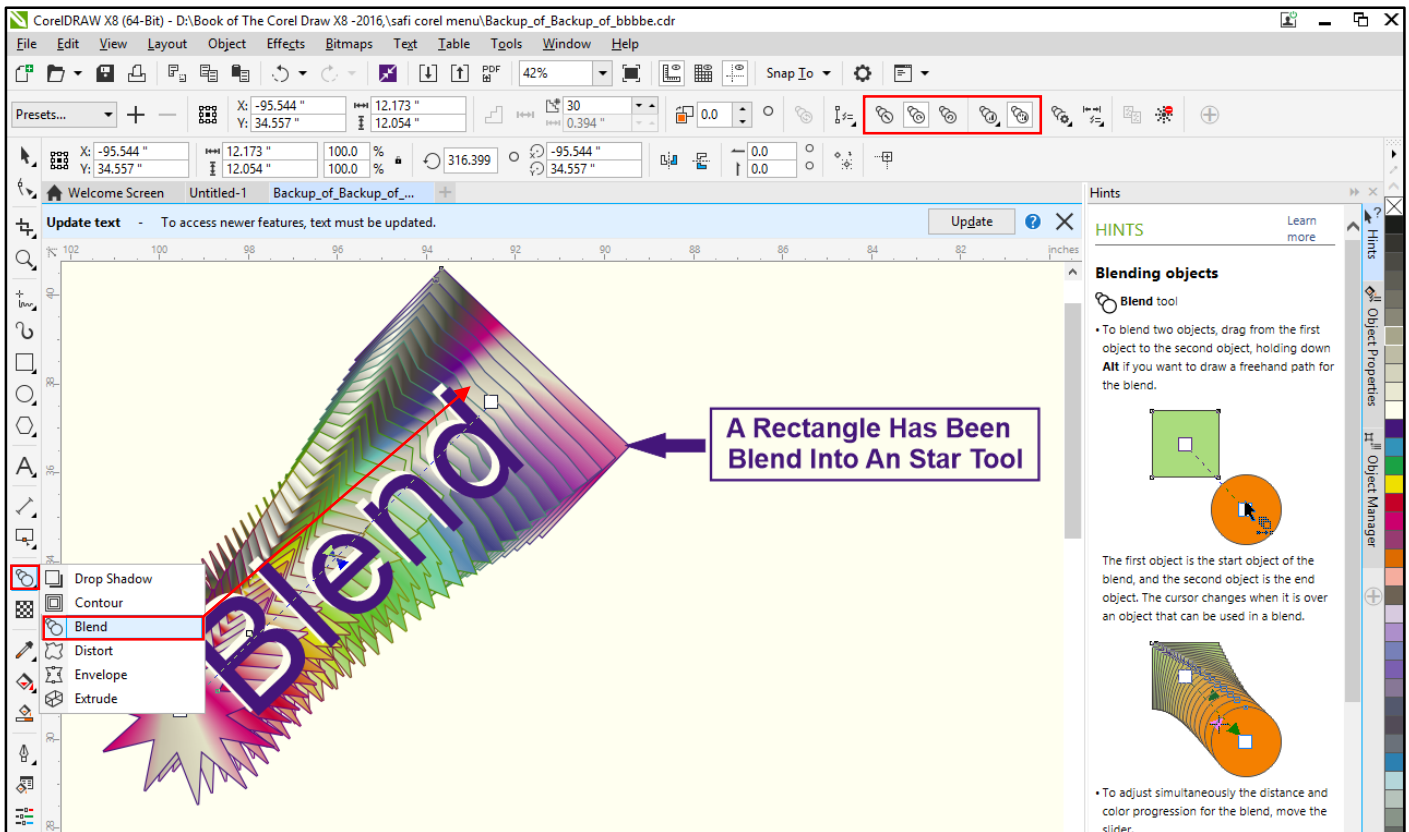 CorelDRAW X8 (64-Bit) - D:\Book of The Corel Draw X8 -2016,\safi corel menu\Backup_of_Backup_of_bbbbe.cdr
File Edit View Layout Object Effects Bitmaps Text Table Tools Window Help
PDF 42% Snap To
Presets... X: -95.544 " 12.173 " 30 0.0
Y: 34.557 " 12.054 " 0.394 "
X: -95.544 " 12.173 " 100.0 % 316.399 -95.544 " 0.0
Y: 34.557 " 12.054 " 100.0 % 34.557 " 0.0
Welcome Screen Untitled-1 Backup_of_Backup_of_...
Update text - To access newer features, text must be updated. Update
102 100 98 96 94 92 90 88 86 84 82 inches
40
38
36
34
30
28
Blend
A Rectangle Has Been
Blend Into An Star Tool
Drop Shadow
Contour
Blend
Distort
Envelope
Extrude
Hints
HINTS
Learn
more
Blending objects
Blend tool
• To blend two objects, drag from the first
object to the second object, holding down
Alt if you want to draw a freehand path for
the blend.
The first object is the start object of the
blend, and the second object is the end
object. The cursor changes when it is over
an object that can be used in a blend.
• To adjust simultaneously the distance and
color progression for the blend, move the
slider.
Hints
Object Properties
Object Manager